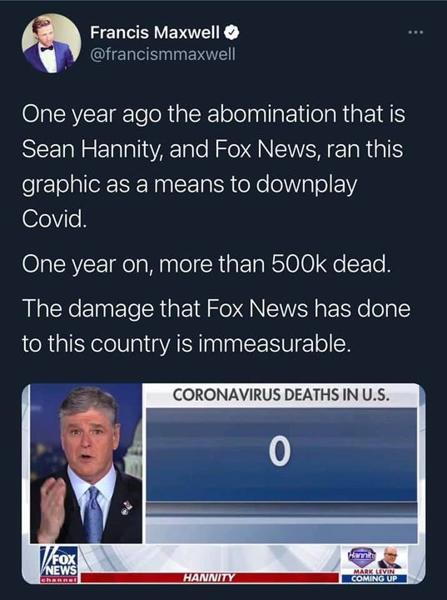 Francis Maxwell
@francismmaxwell
One year ago the abomination that is
Sean Hannity, and Fox News, ran this
graphic as a means to downplay
Covid.
One year on, more than 500k dead.
The damage that Fox News has done
to this country is immeasurable.
CORONAVIRUS DEATHS IN U.S.
0
FOX
NEWS
channel
HANNITY
Hannity
MARK LEVIN
COMING UP